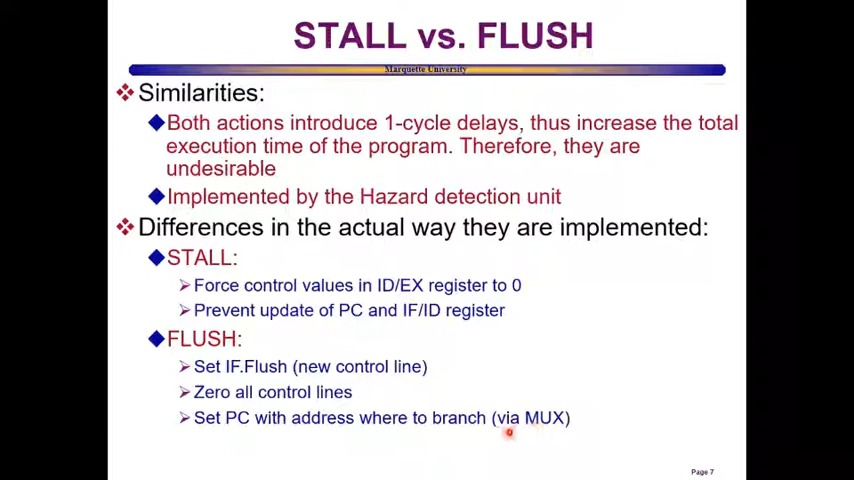 STALL vs. FLUSH
Marquette University
Similarities:
Both actions introduce 1-cycle delays, thus increase the total
execution time of the program. Therefore, they are
undesirable
Implemented by the Hazard detection unit
Differences in the actual way they are implemented:
STALL:
Force control values in ID/EX register to 0
Prevent update of PC and IF/ID register
FLUSH:
Set IF.Flush (new control line)
Zero all control lines
Set PC with address where to branch (via MUX)
Page 7